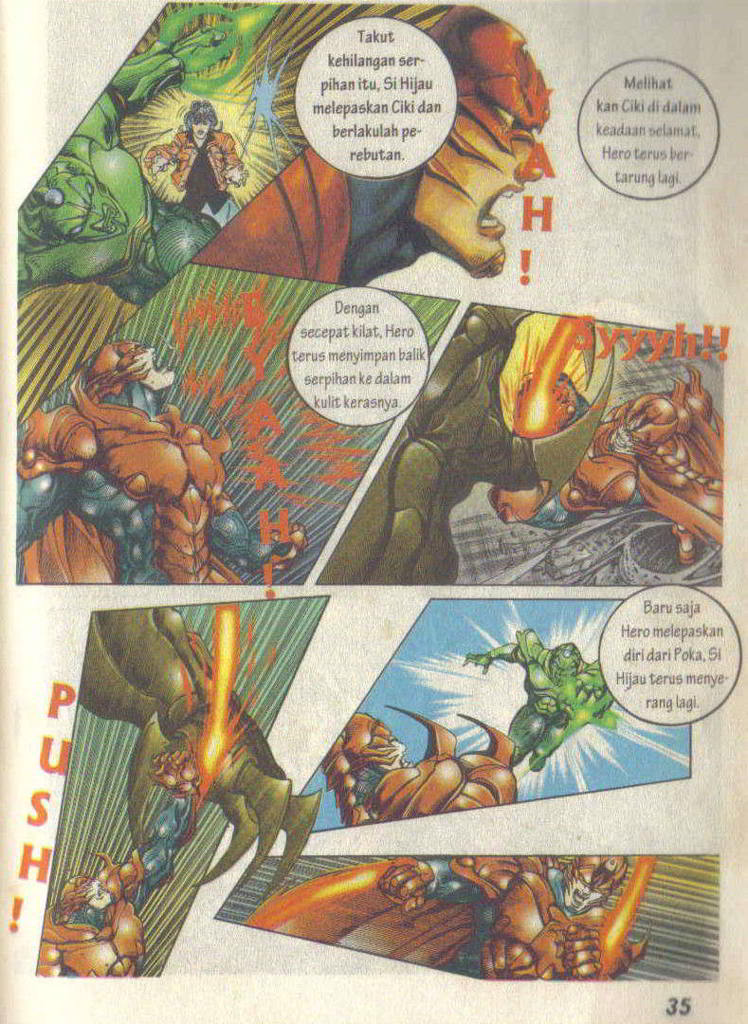 Takut
kehilangan ser-
pihan itu, Si Hijau
melepaskan Ciki dan
berlakulah pe-
rebutan.
AH!
Melihat
kan Ciki di dalam
keadaan selamat,
Hero terus ber-
tarung lagi.
Dengan
secepat kilat, Hero
terus menyimpan balik
serpihan ke dalam
kulit kerasnya.
Syyyh!!
PUSH!
Baru saja
Hero melepaskan
diri dari Poka, Si
Hijau terus menye-
rang lagi.
35